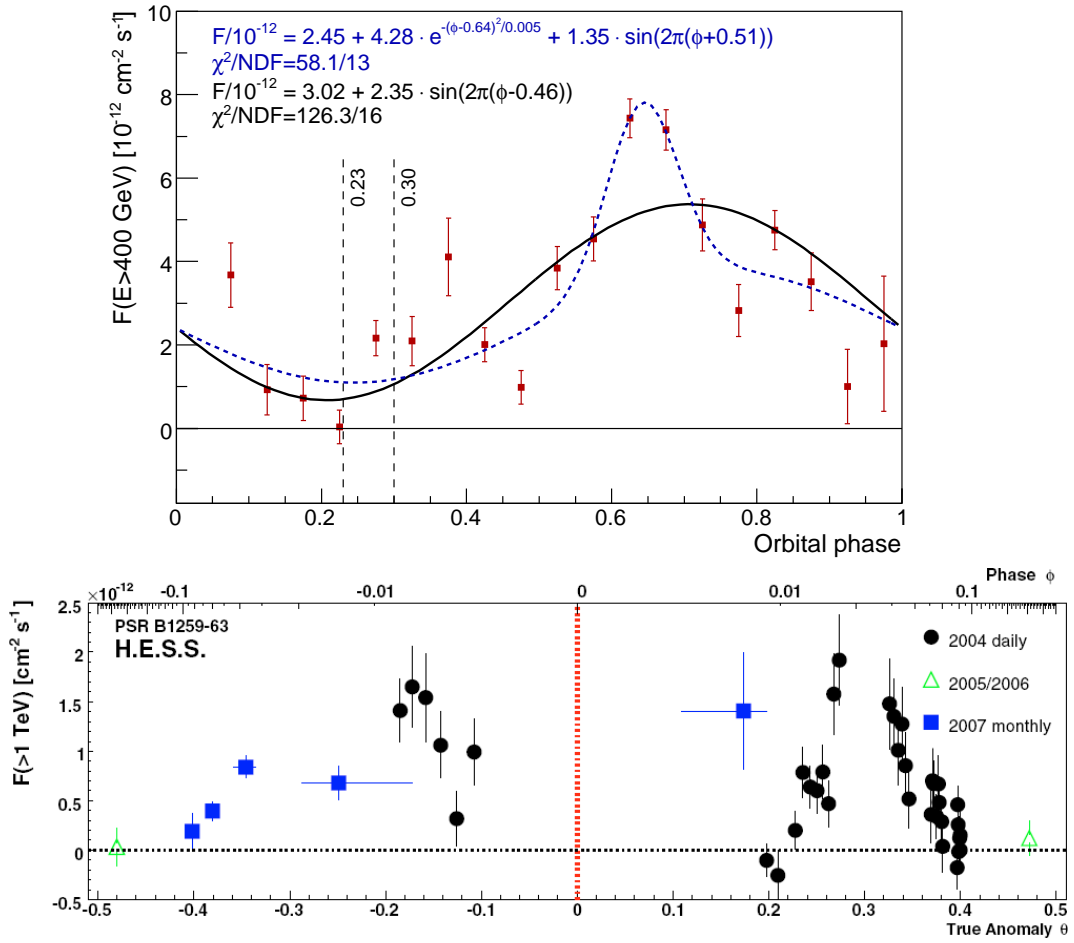 F/10⁻¹² = 2.45 + 4.28 · e^-(ϕ-0.64)²/0.005 + 1.35 · sin(2π(ϕ+0.51))
χ²/NDF=58.1/13
F/10⁻¹² = 3.02 + 2.35 · sin(2π(ϕ-0.46))
χ²/NDF=126.3/16
F(E>400 GeV) [10⁻¹² cm⁻² s⁻¹]
10
8
6
4
2
0
0.23
0.30
0 0.2 0.4 0.6 0.8 1
Orbital phase
Phase ϕ
-0.1 -0.01 0 0.01 0.1
×10⁻¹²
F(>1 TeV) [cm⁻² s⁻¹]
2.5
2
1.5
1
0.5
0
-0.5
PSR B1259-63
H.E.S.S.
2004 daily
2005/2006
2007 monthly
-0.5 -0.4 -0.3 -0.2 -0.1 0 0.1 0.2 0.3 0.4 0.5
True Anomaly θ